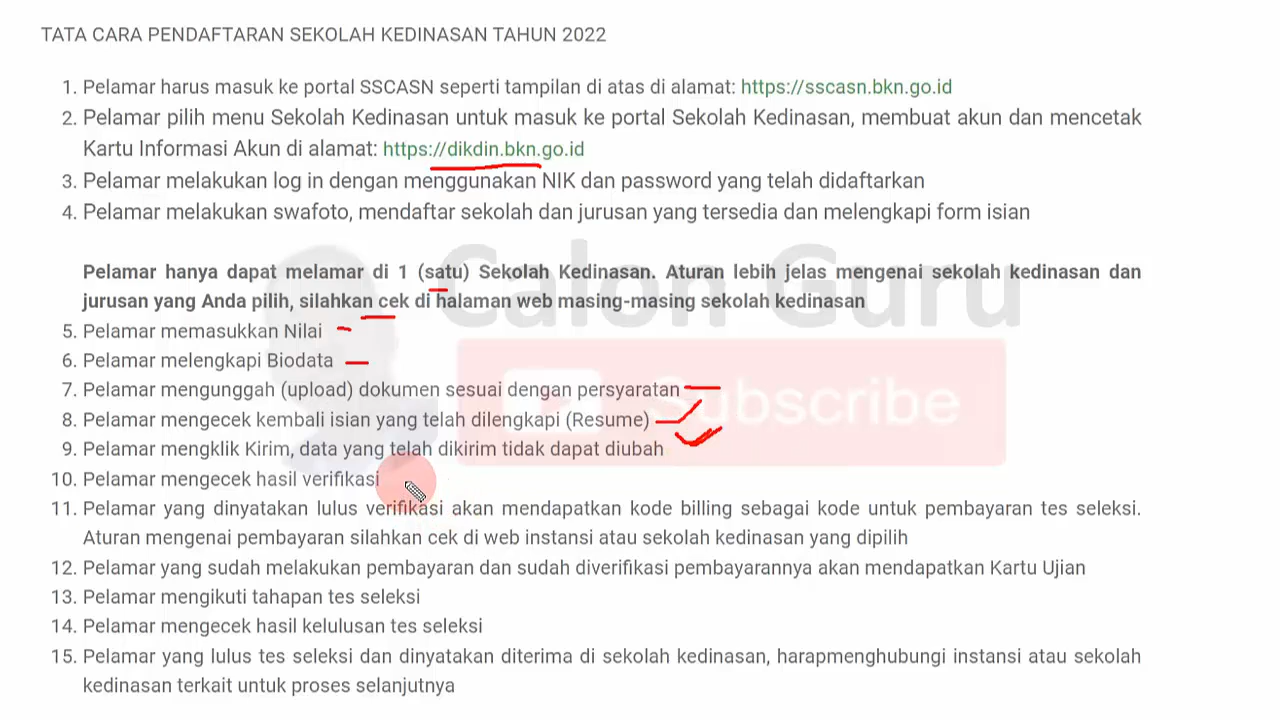 TATA CARA PENDAFTARAN SEKOLAH KEDINASAN TAHUN 2022
1. Pelamar harus masuk ke portal SSCASN seperti tampilan di atas di alamat: https://sscasn.bkn.go.id
2. Pelamar pilih menu Sekolah Kedinasan untuk masuk ke portal Sekolah Kedinasan, membuat akun dan mencetak
Kartu Informasi Akun di alamat: https://dikdin.bkn.go.id
3. Pelamar melakukan log in dengan menggunakan NIK dan password yang telah didaftarkan
4. Pelamar melakukan swafoto, mendaftar sekolah dan jurusan yang tersedia dan melengkapi form isian
Pelamar hanya dapat melamar di 1 (satu) Sekolah Kedinasan. Aturan lebih jelas mengenai sekolah kedinasan dan
jurusan yang Anda pilih, silahkan cek di halaman web masing-masing sekolah kedinasan
Calon Guru
5. Pelamar memasukkan Nilai
6. Pelamar melengkapi Biodata
7. Pelamar mengunggah (upload) dokumen sesuai dengan persyaratan
Subscribe
8. Pelamar mengecek kembali isian yang telah dilengkapi (Resume)
9. Pelamar mengklik Kirim, data yang telah dikirim tidak dapat diubah
10. Pelamar mengecek hasil verifikasi
11. Pelamar yang dinyatakan lulus verifikasi akan mendapatkan kode billing sebagai kode untuk pembayaran tes seleksi.
Aturan mengenai pembayaran silahkan cek di web instansi atau sekolah kedinasan yang dipilih
12. Pelamar yang sudah melakukan pembayaran dan sudah diverifikasi pembayarannya akan mendapatkan Kartu Ujian
13. Pelamar mengikuti tahapan tes seleksi
14. Pelamar mengecek hasil kelulusan tes seleksi
15. Pelamar yang lulus tes seleksi dan dinyatakan diterima di sekolah kedinasan, harapmenghubungi instansi atau sekolah
kedinasan terkait untuk proses selanjutnya